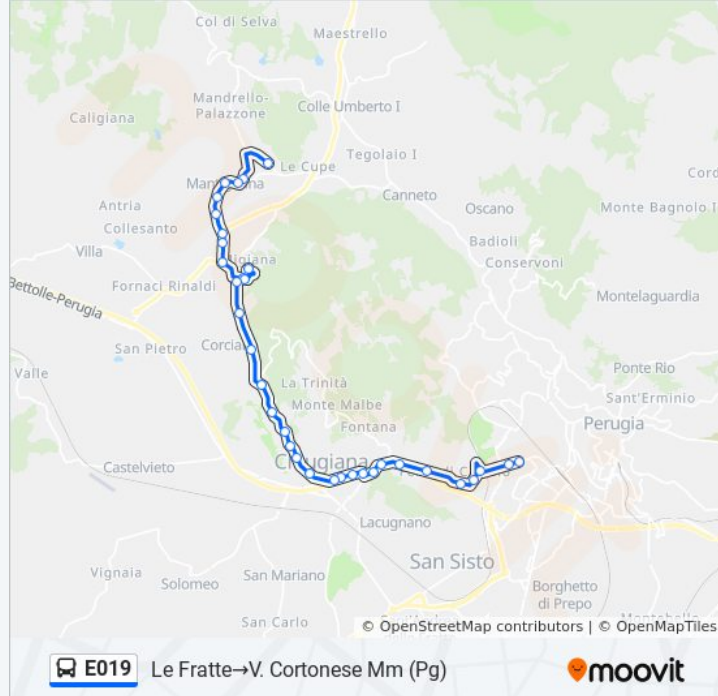 Col di Selva
Maestrello
Mandrello-
Palazzone
Colle Umberto I
Caligiana
Tegolaio I
Le Cupe
Cord
Canneto
Antria
Collesanto
Oscano
Monte Bagnolo I
Badioli
Villa
Conservoni
Fornaci Rinaldi
Bettolle-Perugia
Montelaguardia
San Pietro
Corcia
Valle
La Trinità
Ponte Rio
Monte Malbe
Sant'Erminio
Fontana
Perugia
Castelvieto
Lacugnano
San Sisto
Vignaia
Solomeo
San Mariano
Borghetto
di Prepo
San Carlo
© OpenStreetMap contributors | © OpenMapTiles
E019 Le Fratte→V. Cortonese Mm (Pg)
moovit